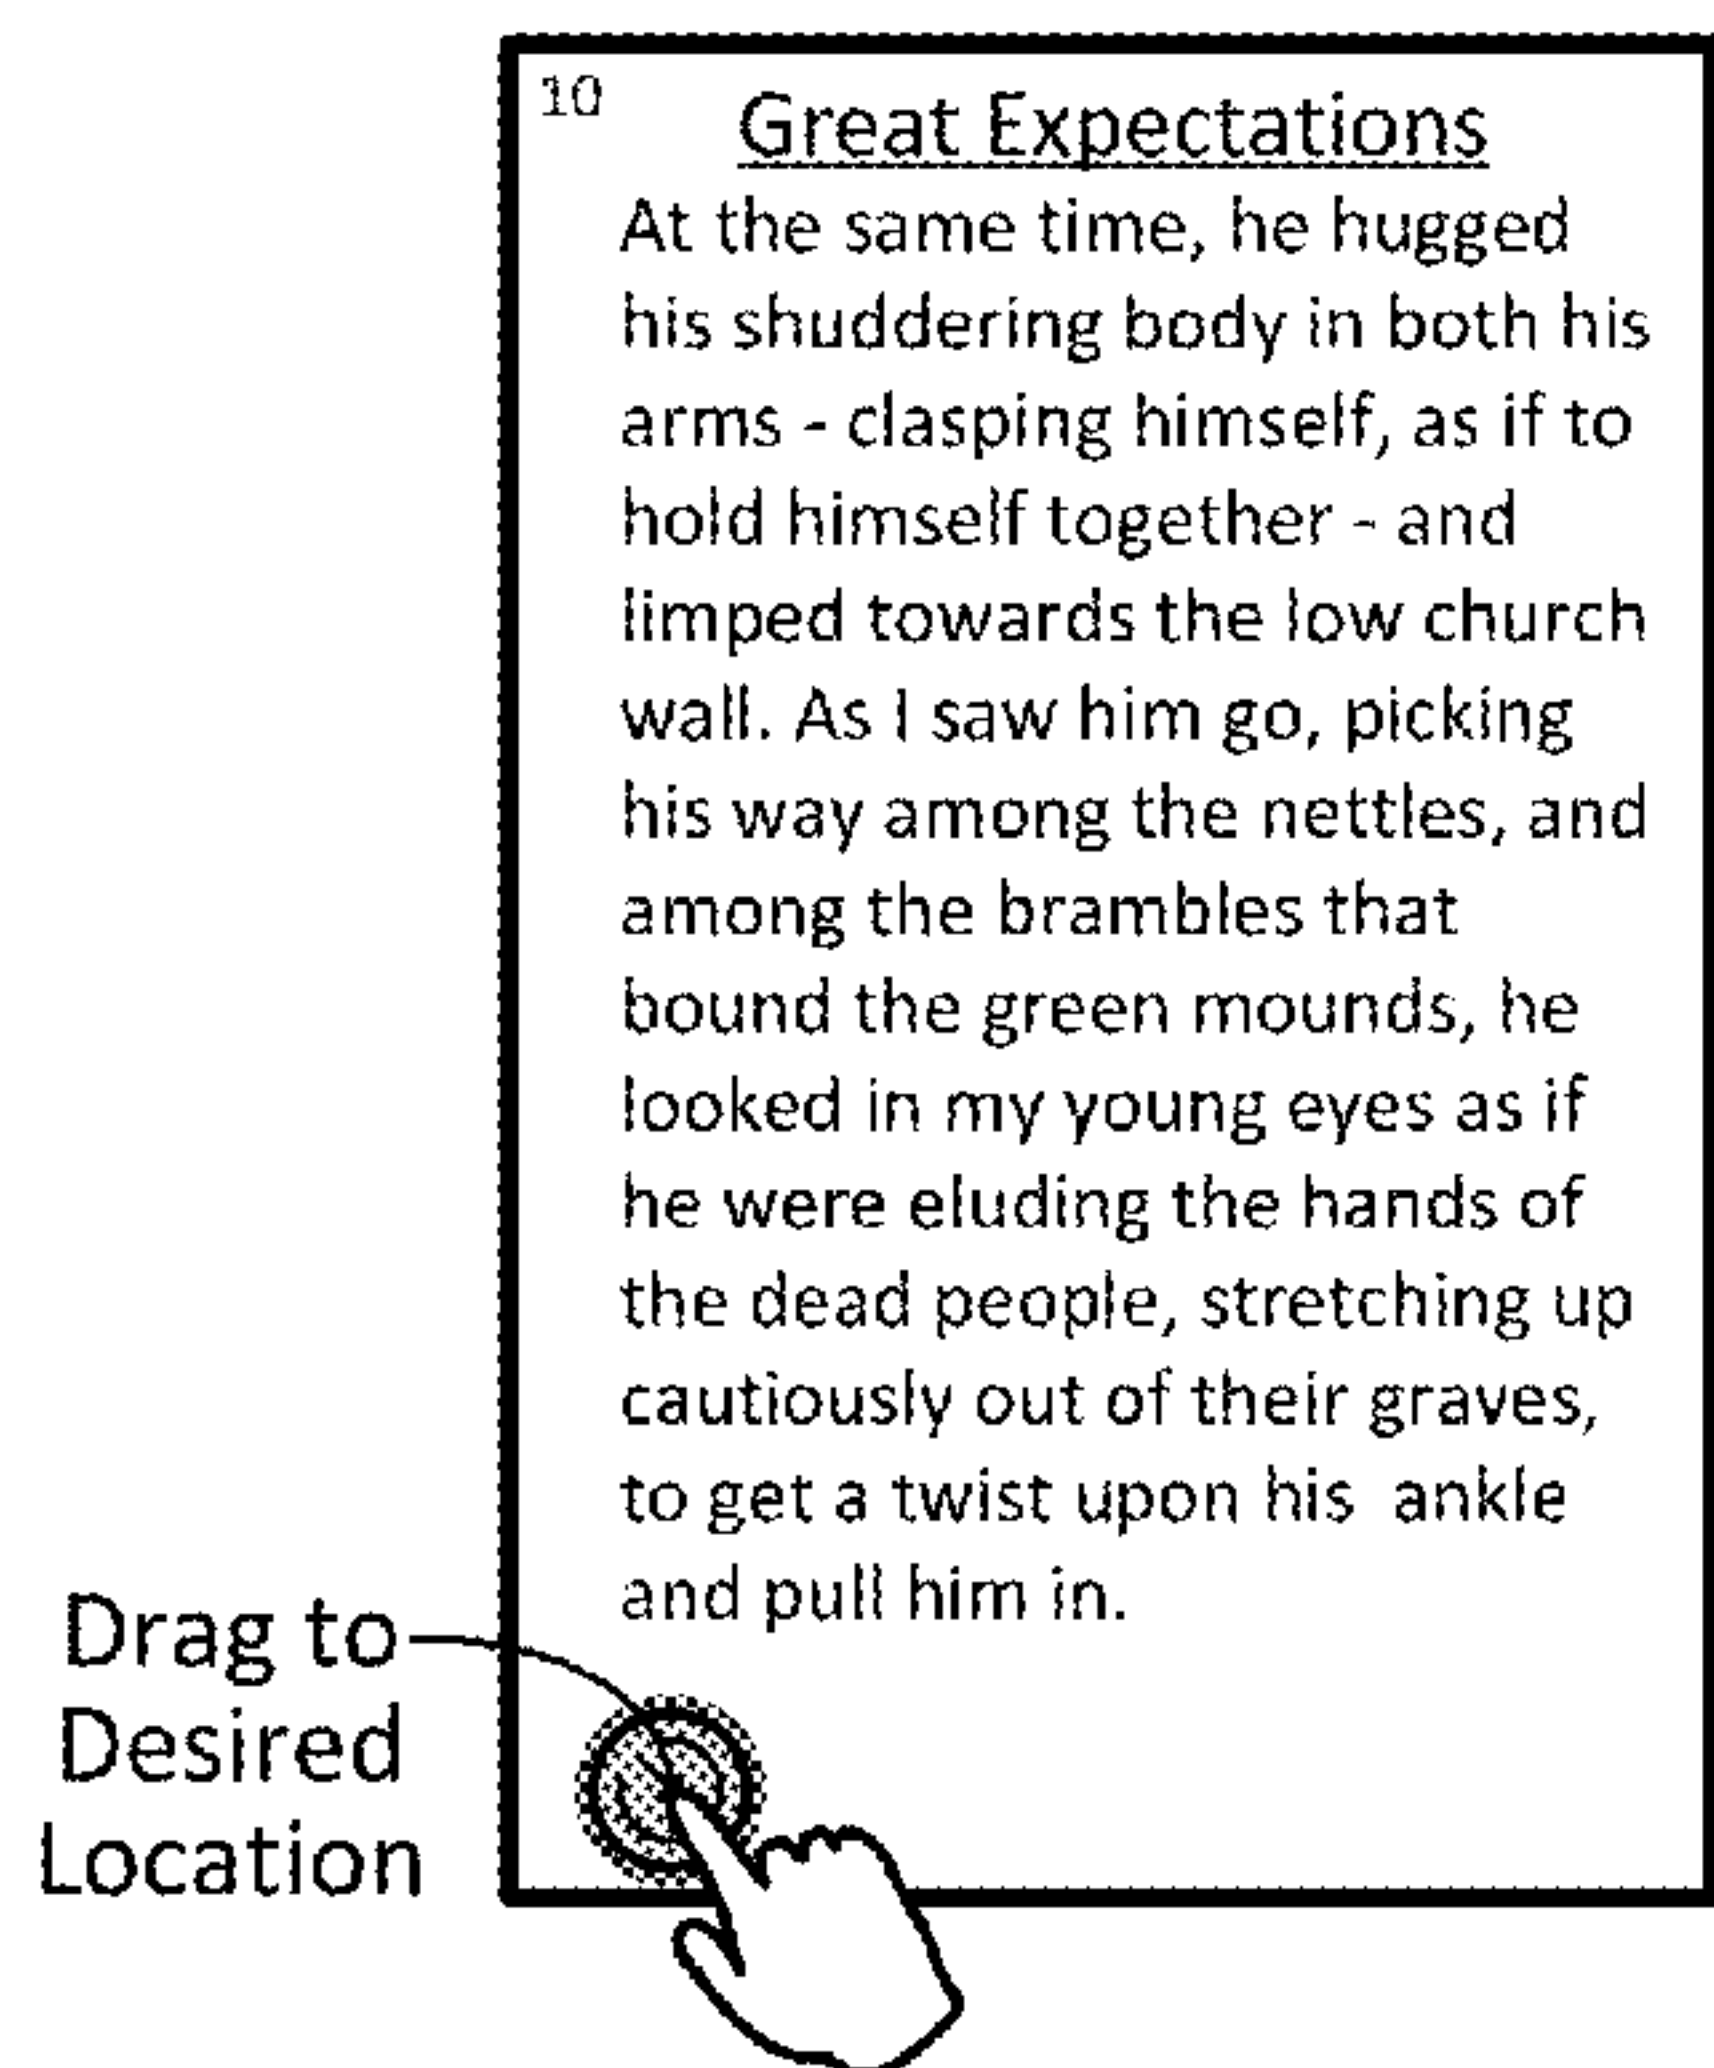 10
Great Expectations
At the same time, he hugged
his shuddering body in both his
arms - clasping himself, as if to
hold himself together - and
limped towards the low church
wall. As I saw him go, picking
his way among the nettles, and
among the brambles that
bound the green mounds, he
looked in my young eyes as if
he were eluding the hands of
the dead people, stretching up
cautiously out of their graves,
to get a twist upon his  ankle
and pull him in.
Drag to
Desired
Location